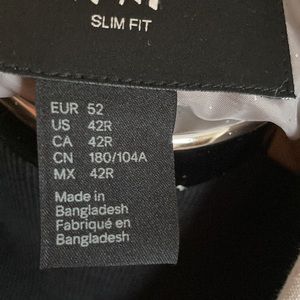 SLIM FIT
EUR 52
US 42R
CA 42R
CN 180/104A
MX 42R
Made in
Bangladesh
Fabriqué en
Bangladesh